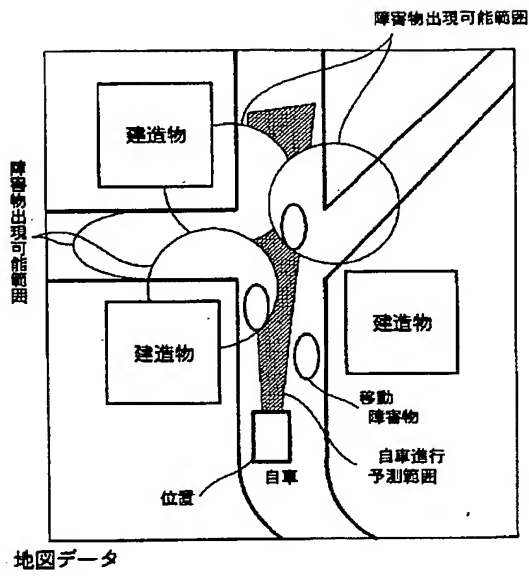 障害物出現可能範囲
建造物
障害物出現可能範囲
建造物
建造物
移動
障害物
自車進行
予測範囲
自車
位置
地図データ